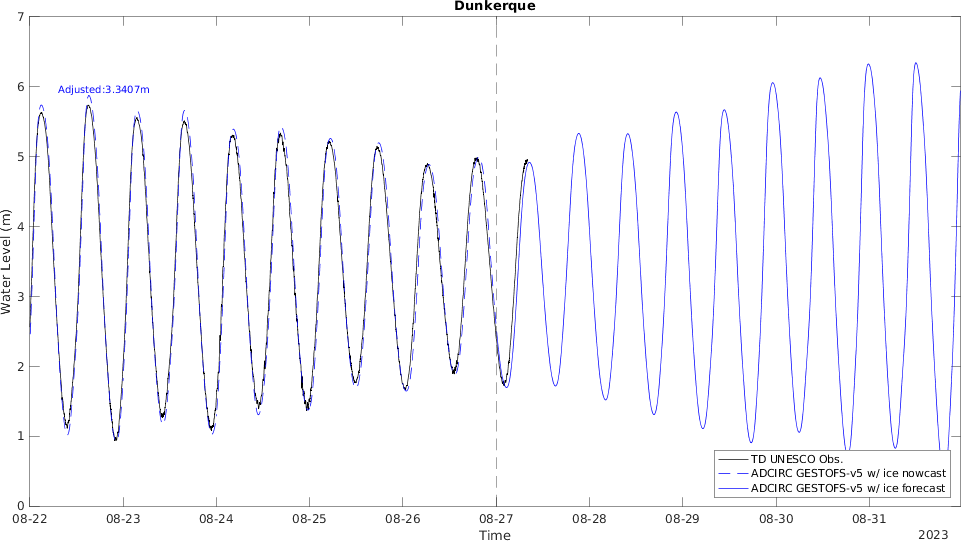 Dunkerque
7
6
5
4
3
2
1
0
Water Level (m)
Adjusted:3.3407m
TD UNESCO Obs.
ADCIRC GESTOFS-v5 w/ ice nowcast
ADCIRC GESTOFS-v5 w/ ice forecast
08-22 08-23 08-24 08-25 08-26 08-27 08-28 08-29 08-30 08-31
Time
2023